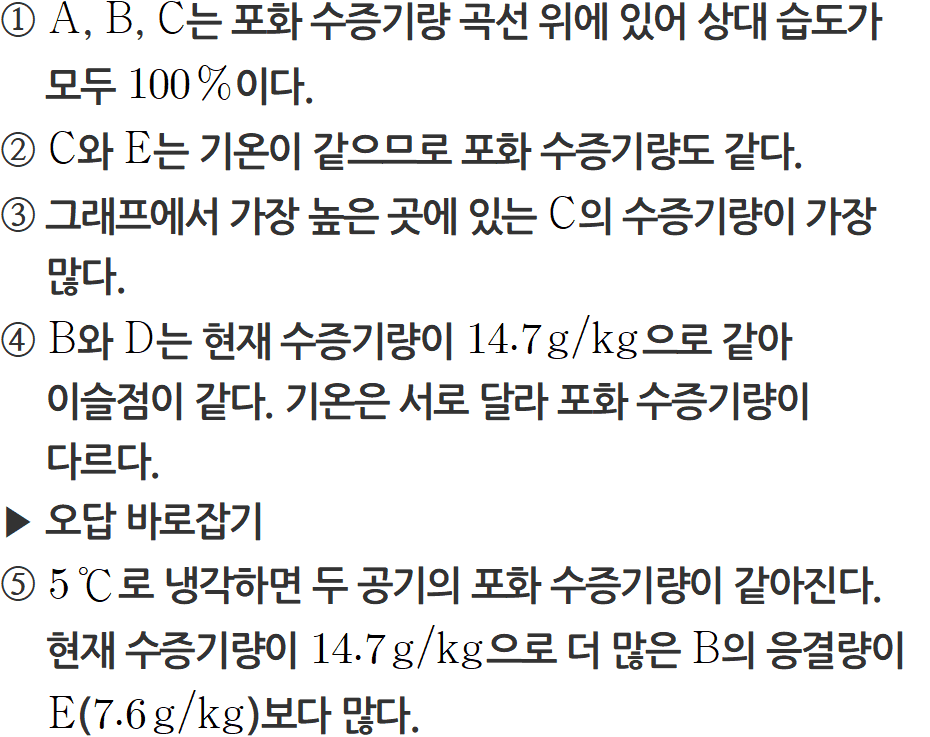 ① A, B, C는 포화 수증기량 곡선 위에 있어 상대 습도가
모두 100%이다.
② C와 E는 기온이 같으므로 포화 수증기량도 같다.
③ 그래프에서 가장 높은 곳에 있는 C의 수증기량이 가장
많다.
④ B와 D는 현재 수증기량이 14.7g/kg으로 같아
이슬점이 같다. 기온은 서로 달라 포화 수증기량이
다르다.
▶ 오답 바로잡기
⑤ 5℃로 냉각하면 두 공기의 포화 수증기량이 같아진다.
현재 수증기량이 14.7g/kg으로 더 많은 B의 응결량이
E(7.6g/kg)보다 많다.